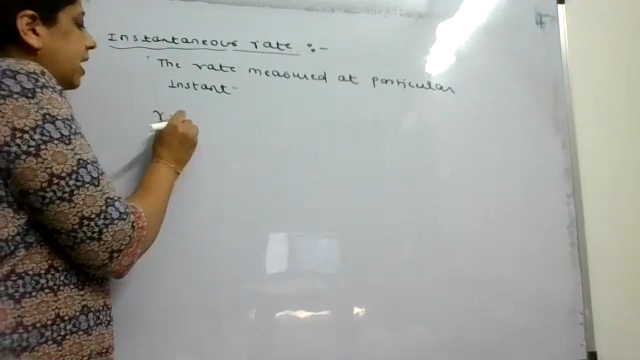 Instantaneous rate :-
"The rate measured at particular
Instant"
r